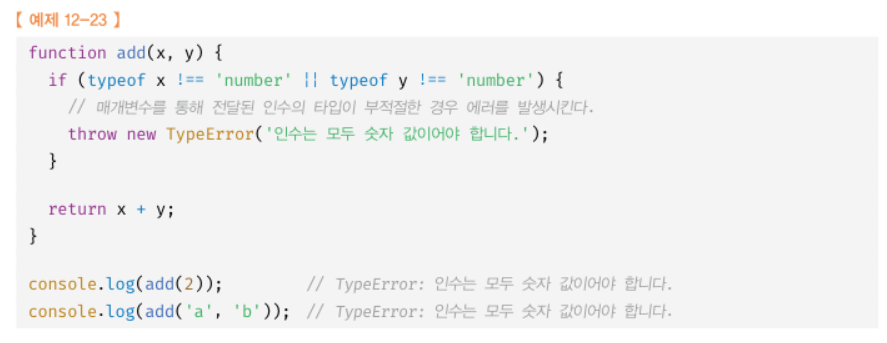 【 예제 12-23 】
function add(x, y) {
  if (typeof x !== 'number' || typeof y !== 'number') {
    // 매개변수를 통해 전달된 인수의 타입이 부적절한 경우 에러를 발생시킨다.
    throw new TypeError('인수는 모두 숫자 값이어야 합니다.');
  }

  return x + y;
}

console.log(add(2));        // TypeError: 인수는 모두 숫자 값이어야 합니다.
console.log(add('a', 'b')); // TypeError: 인수는 모두 숫자 값이어야 합니다.